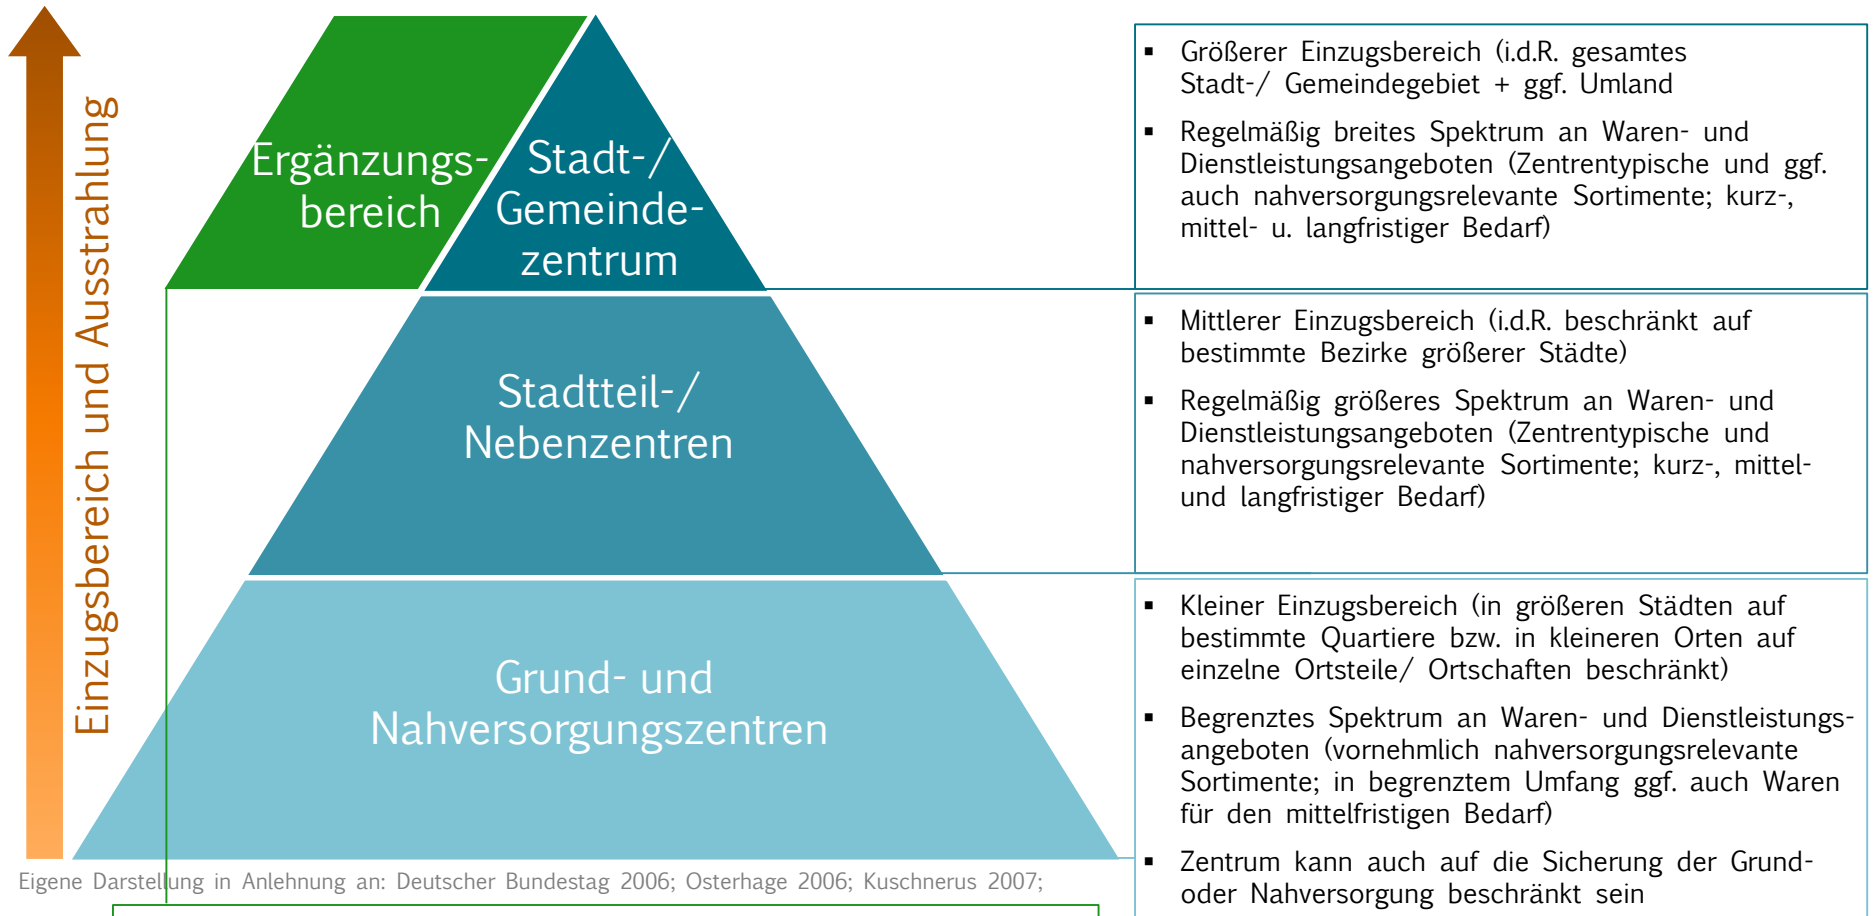 Einzugsbereich und Ausstrahlung
Ergänzungs-
bereich
Stadt-/
Gemeinde-
zentrum
Stadtteil-/
Nebenzentren
Grund- und
Nahversorgungszentren
▪ Größerer Einzugsbereich (i.d.R. gesamtes
Stadt-/ Gemeindegebiet + ggf. Umland
▪ Regelmäßig breites Spektrum an Waren- und
Dienstleistungsangeboten (Zentrentypische und ggf.
auch nahversorgungsrelevante Sortimente; kurz-,
mittel- u. langfristiger Bedarf)
▪ Mittlerer Einzugsbereich (i.d.R. beschränkt auf
bestimmte Bezirke größerer Städte)
▪ Regelmäßig größeres Spektrum an Waren- und
Dienstleistungsangeboten (Zentrentypische und
nahversorgungsrelevante Sortimente; kurz-, mittel-
und langfristiger Bedarf)
▪ Kleiner Einzugsbereich (in größeren Städten auf
bestimmte Quartiere bzw. in kleineren Orten auf
einzelne Ortsteile/ Ortschaften beschränkt)
▪ Begrenztes Spektrum an Waren- und Dienstleistungs-
angeboten (vornehmlich nahversorgungsrelevante
Sortimente; in begrenztem Umfang ggf. auch Waren
für den mittelfristigen Bedarf)
▪ Zentrum kann auch auf die Sicherung der Grund-
oder Nahversorgung beschränkt sein
Eigene Darstellung in Anlehnung an: Deutscher Bundestag 2006; Osterhage 2006; Kuschnerus 2007;